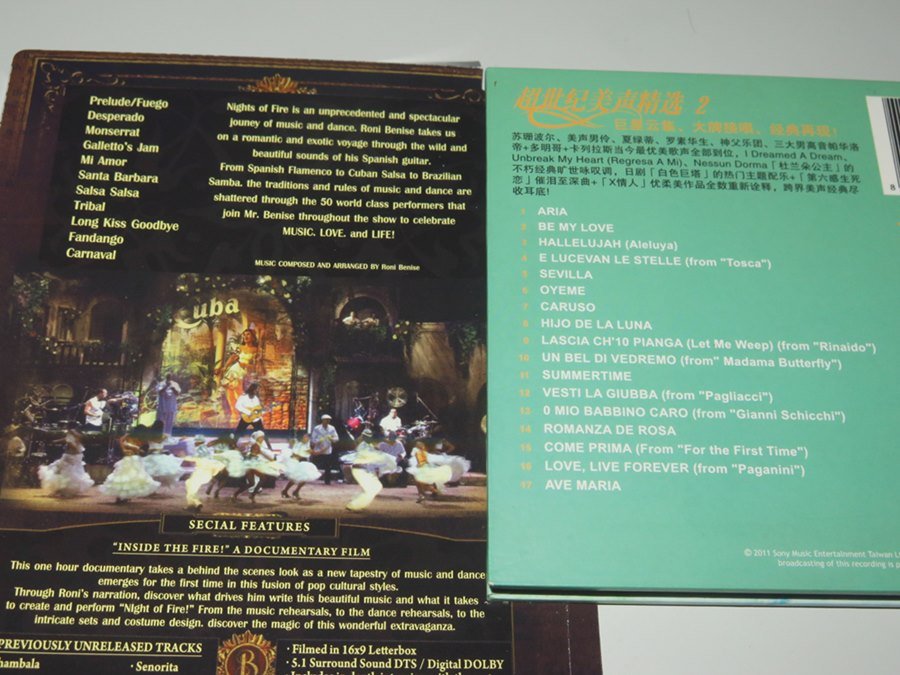 Prelude/Fuego
Desperado
Monserrat
Galletto's Jam
Mi Amor
Santa Barbara
Salsa Salsa
Tribal
Long Kiss Goodbye
Fandango
Carnaval
Nights of Fire is an unprecedented and spectacular
jouney of music and dance. Roni Benise takes us
on a romantic and exotic voyage through the wild and
beautiful sounds of his Spanish guitar.
From Spanish Flamenco to Cuban Salsa to Brazilian
Samba, the traditions and rules of music and dance are
shattered through the 50 world class performers that
join Mr. Benise throughout the show to celebrate
MUSIC, LOVE, and LIFE!
MUSIC COMPOSED AND ARRANGED BY Roni Benise
Cuba
SECIAL FEATURES
"INSIDE THE FIRE!" A DOCUMENTARY FILM
This one hour documentary takes a behind the scenes look as a new tapestry of music and dance
emerges for the first time in this fusion of pop cultural styles.
Through Roni's narration, discover what drives him write this beautiful music and what it takes
to create and perform "Night of Fire!" From the music rehearsals, to the dance rehearsals, to the
intricate sets and costume design. discover the magic of this wonderful extravaganza.
PREVIOUSLY UNRELEASED TRACKS
hambala
· Senorita
B
· Filmed in 16x9 Letterbox
· 5.1 Surround Sound DTS / Digital DOLBY
超世纪美声精选 2
巨星云集、大牌接唱、经典再现!
苏珊波尔、美声男伶、夏绿蒂、罗素华生、神父乐团、三大男高音帕华洛
帝+多明哥+卡列拉斯当今最优美歌声全部到位, I Dreamed A Dream,
Unbreak My Heart (Regresa A Mi), Nessun Dorma「杜兰朵公主」的
不朽经典旷世咏叹调, 日剧「白色巨塔」的热门主题配乐+「第六感生死
恋」催泪至深曲+「X情人」优柔美作品全数重新诠释, 跨界美声经典尽
收耳底!
8
1 ARIA
2 BE MY LOVE
3 HALLELUJAH (Aleluya)
4 E LUCEVAN LE STELLE (from "Tosca")
5 SEVILLA
6 OYEME
7 CARUSO
8 HIJO DE LA LUNA
9 LASCIA CH'10 PIANGA (Let Me Weep) (from "Rinaido")
10 UN BEL DI VEDREMO (from" Madama Butterfly")
11 SUMMERTIME
12 VESTI LA GIUBBA (from "Pagliacci")
13 0 MIO BABBINO CARO (from "Gianni Schicchi")
14 ROMANZA DE ROSA
15 COME PRIMA (From "For the First Time")
16 LOVE, LIVE FOREVER (from "Paganini")
17 AVE MARIA
© 2011 Sony Music Entertainment Taiwan
broadcasting of this recording is